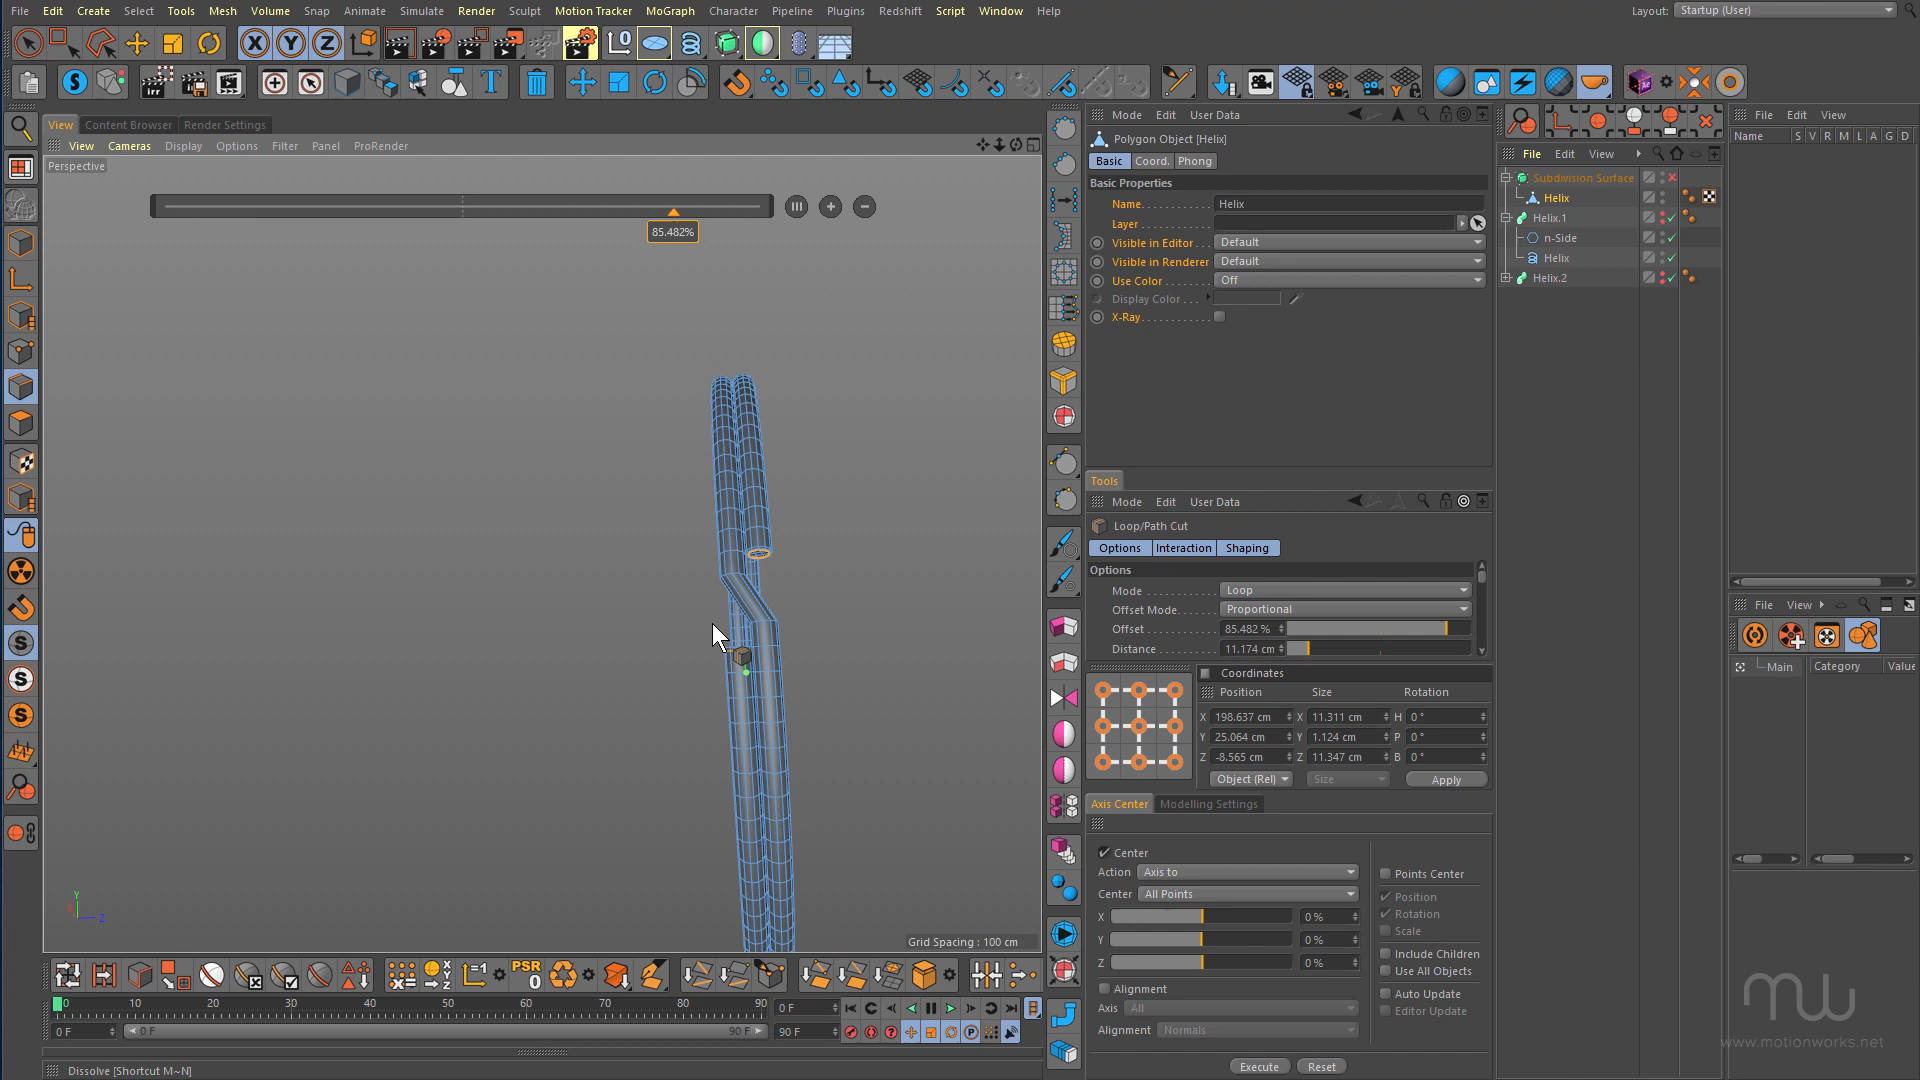 File Edit Create Select Tools Mesh Volume Snap Animate Simulate Render Sculpt Motion Tracker MoGraph Character Pipeline Plugins Redshift Script Window Help Layout: Startup (User)
View Content Browser Render Settings
View Cameras Display Options Filter Panel ProRender
Perspective
85.482%
Grid Spacing : 100 cm
Mode Edit User Data
Polygon Object [Helix]
Basic Coord. Phong
Basic Properties
Name Helix
Layer
Visible in Editor Default
Visible in Renderer Default
Use Color Off
Display Color
X-Ray
Tools
Mode Edit User Data
Loop/Path Cut
Options Interaction Shaping
Options
Mode Loop
Offset Mode Proportional
Offset 85.482 %
Distance 11.174 cm
Coordinates
Position Size Rotation
X 198.637 cm X 11.311 cm H 0 °
Y 25.064 cm Y 1.124 cm P 0 °
Z -8.565 cm Z 11.347 cm B 0 °
Object (Rel) Size Apply
Axis Center Modelling Settings
Center
Action Axis to
Center All Points
X 0 %
Y 0 %
Z 0 %
Alignment
Axis All
Alignment Normals
Points Center
Position
Rotation
Scale
Include Children
Use All Objects
Auto Update
Editor Update
Execute Reset
File Edit View
Subdivision Surface
Helix
Helix.1
n-Side
Helix
Helix.2
File Edit View
Name S V R M L A G D
File View
Main Category Value
PSR
0
0 10 20 30 40 50 60 70 80 90 0 F
0 F 0 F 90 F 90 F
Dissolve [Shortcut M~N]
mw
www.motionworks.net